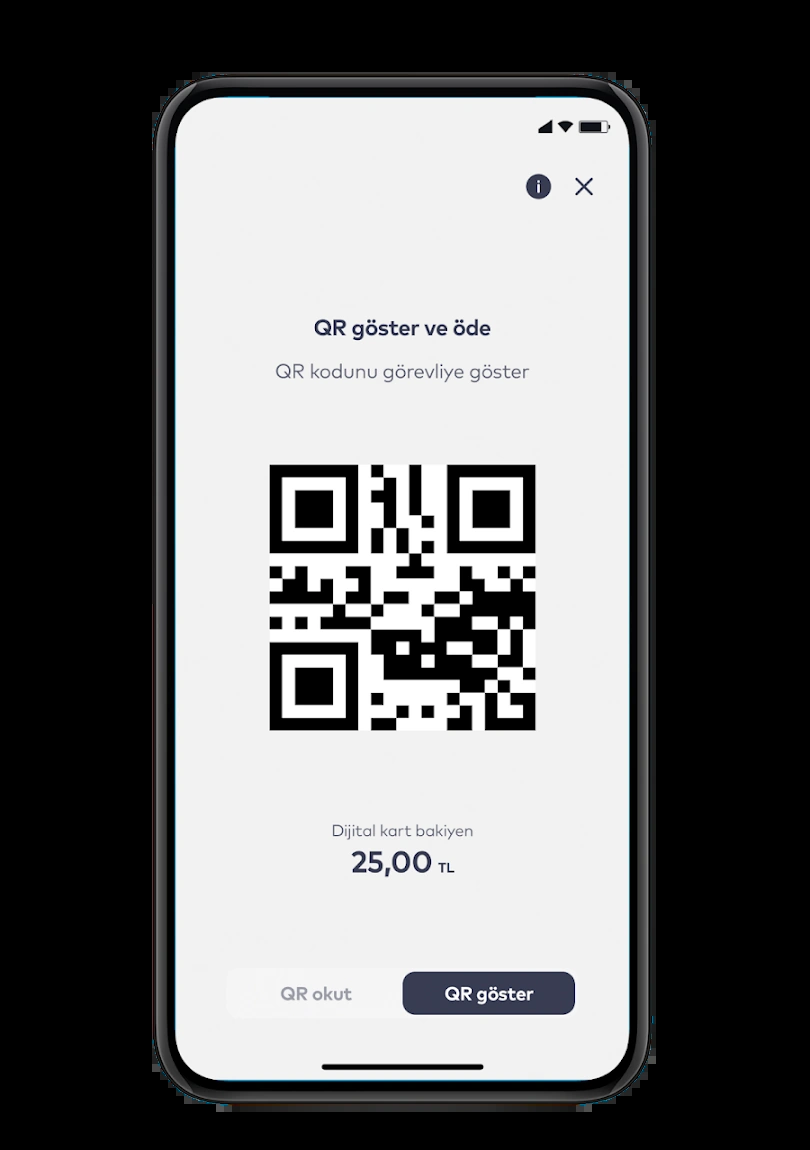 QR göster ve öde
QR kodunu görevliye göster
Dijital kart bakiyen
25,00 TL
QR okut
QR göster